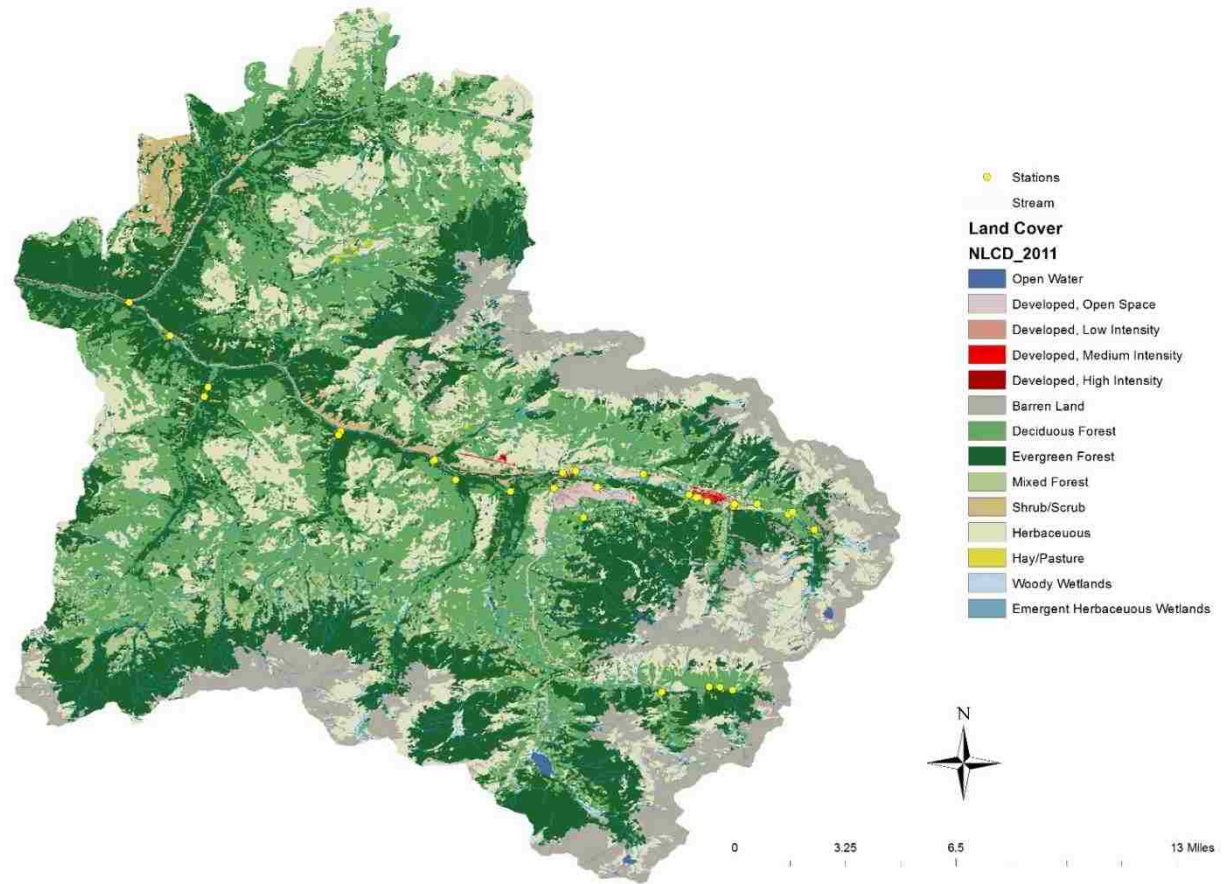 Stations
Stream
Land Cover
NLCD_2011
Open Water
Developed, Open Space
Developed, Low Intensity
Developed, Medium Intensity
Developed, High Intensity
Barren Land
Deciduous Forest
Evergreen Forest
Mixed Forest
Shrub/Scrub
Herbaceuous
Hay/Pasture
Woody Wetlands
Emergent Herbaceuous Wetlands
N
0 3.25 6.5 13 Miles